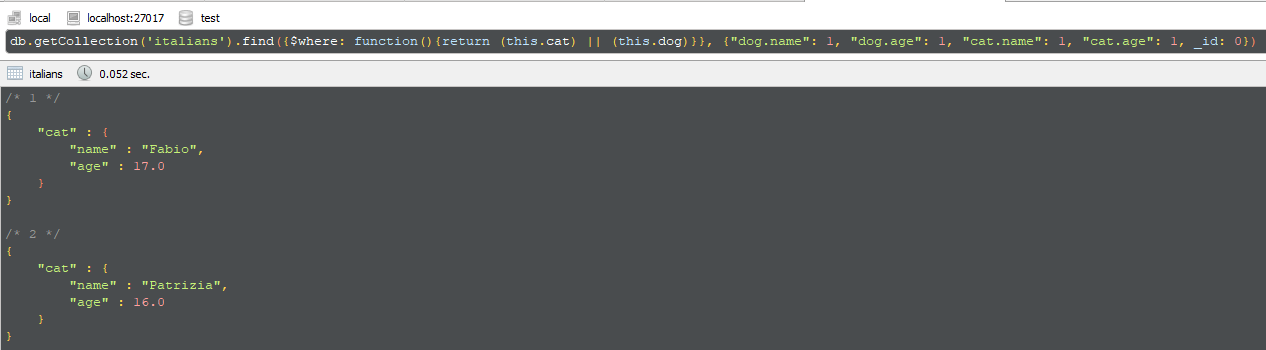 local localhost:27017 test
db.getCollection('italians').find({$where: function(){return (this.cat) || (this.dog)}}, {"dog.name": 1, "dog.age": 1, "cat.name": 1, "cat.age": 1, _id: 0})
italians 0.052 sec.
/* 1 */
{
    "cat" : {
        "name" : "Fabio",
        "age" : 17.0
    }
}
/* 2 */
{
    "cat" : {
        "name" : "Patrizia",
        "age" : 16.0
    }
}